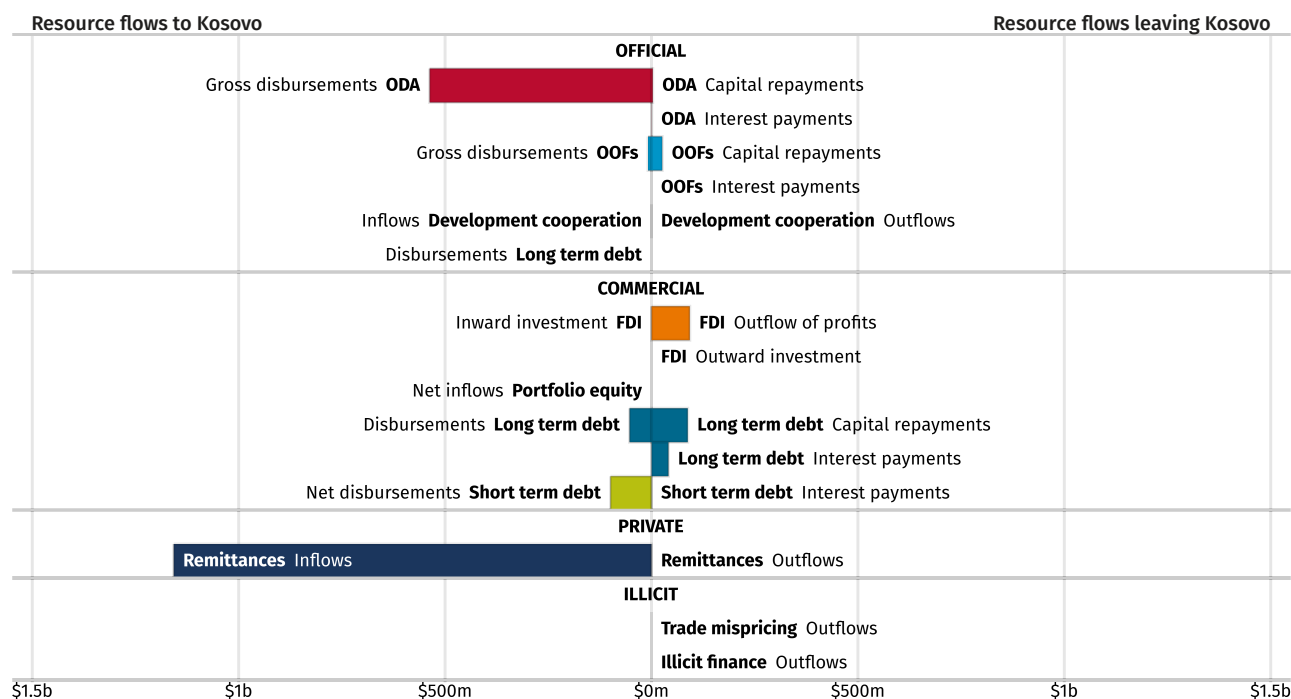 Resource flows to Kosovo Resource flows leaving Kosovo
OFFICIAL
Gross disbursements ODA ODA Capital repayments
ODA Interest payments
Gross disbursements OOFs OOFs Capital repayments
OOFs Interest payments
Inflows Development cooperation Development cooperation Outflows
Disbursements Long term debt
COMMERCIAL
Inward investment FDI FDI Outflow of profits
FDI Outward investment
Net inflows Portfolio equity
Disbursements Long term debt Long term debt Capital repayments
Long term debt Interest payments
Net disbursements Short term debt Short term debt Interest payments
PRIVATE
Remittances Inflows Remittances Outflows
ILLICIT
Trade mispricing Outflows
Illicit finance Outflows
$1.5b $1b $500m $0m $500m $1b $1.5b